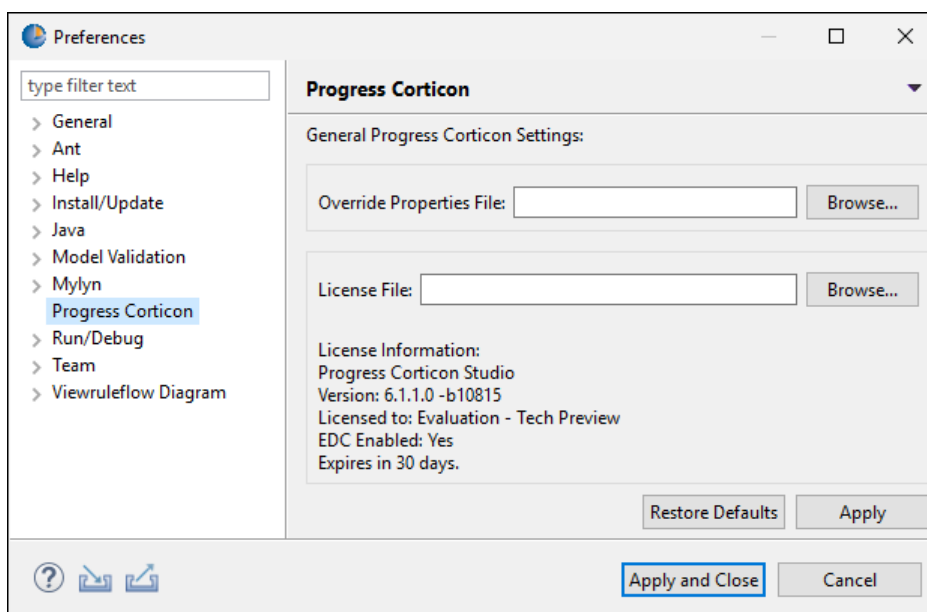 Preferences
type filter text
General
Ant
Help
Install/Update
Java
Model Validation
Mylyn
Progress Corticon
Run/Debug
Team
Viewruleflow Diagram
Progress Corticon
General Progress Corticon Settings:
Override Properties File:
Browse...
License File:
Browse...
License Information:
Progress Corticon Studio
Version: 6.1.1.0 -b10815
Licensed to: Evaluation - Tech Preview
EDC Enabled: Yes
Expires in 30 days.
Restore Defaults
Apply
?
Apply and Close
Cancel